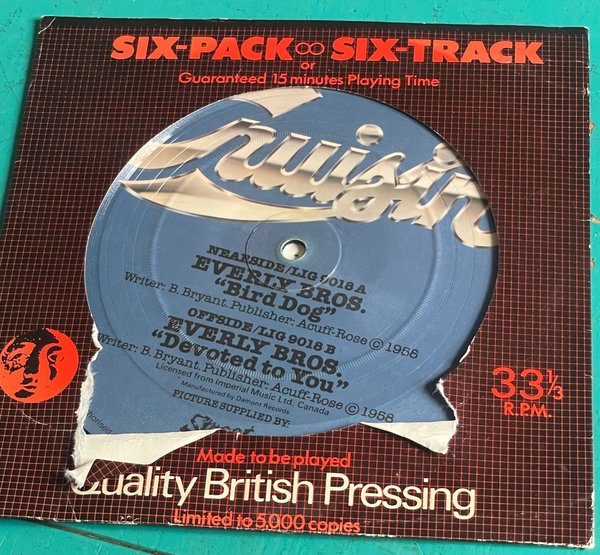 SIX-PACK ∞ SIX-TRACK
or
Guaranteed 15 minutes Playing Time
Cruisin
NEARSIDE/LIG 9018 A
EVERLY BROS.
"Bird Dog"
Writer: B. Bryant. Publisher: Acuff-Rose © 1958
OFFSIDE/LIG 9018 B
EVERLY BROS.
"Devoted to You"
Writer: B. Bryant. Publisher: Acuff-Rose © 1958
Licensed from Imperial Music Ltd. Canada
Manufactured by Damont Records
PICTURE SUPPLIED BY:
33⅓
R.P.M.
Made to be played
Quality British Pressing
Limited to 5,000 copies